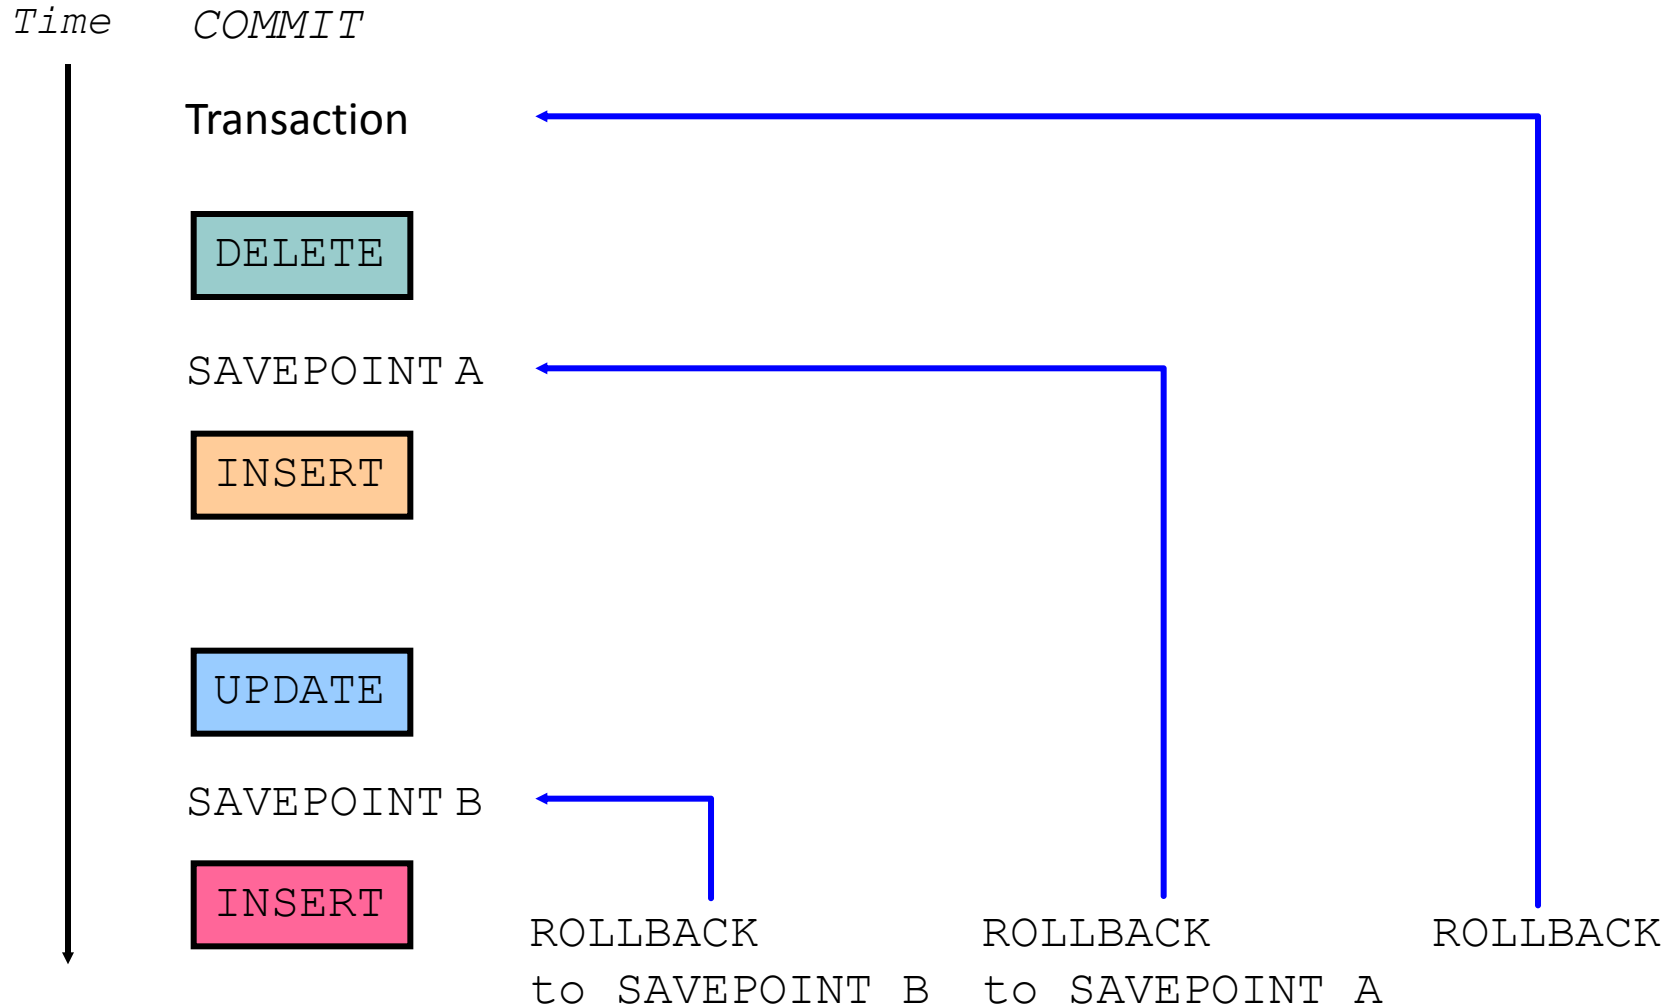 Time COMMIT
Transaction
DELETE
SAVEPOINT A
INSERT
UPDATE
SAVEPOINT B
INSERT
ROLLBACK
to SAVEPOINT B
ROLLBACK
to SAVEPOINT A
ROLLBACK